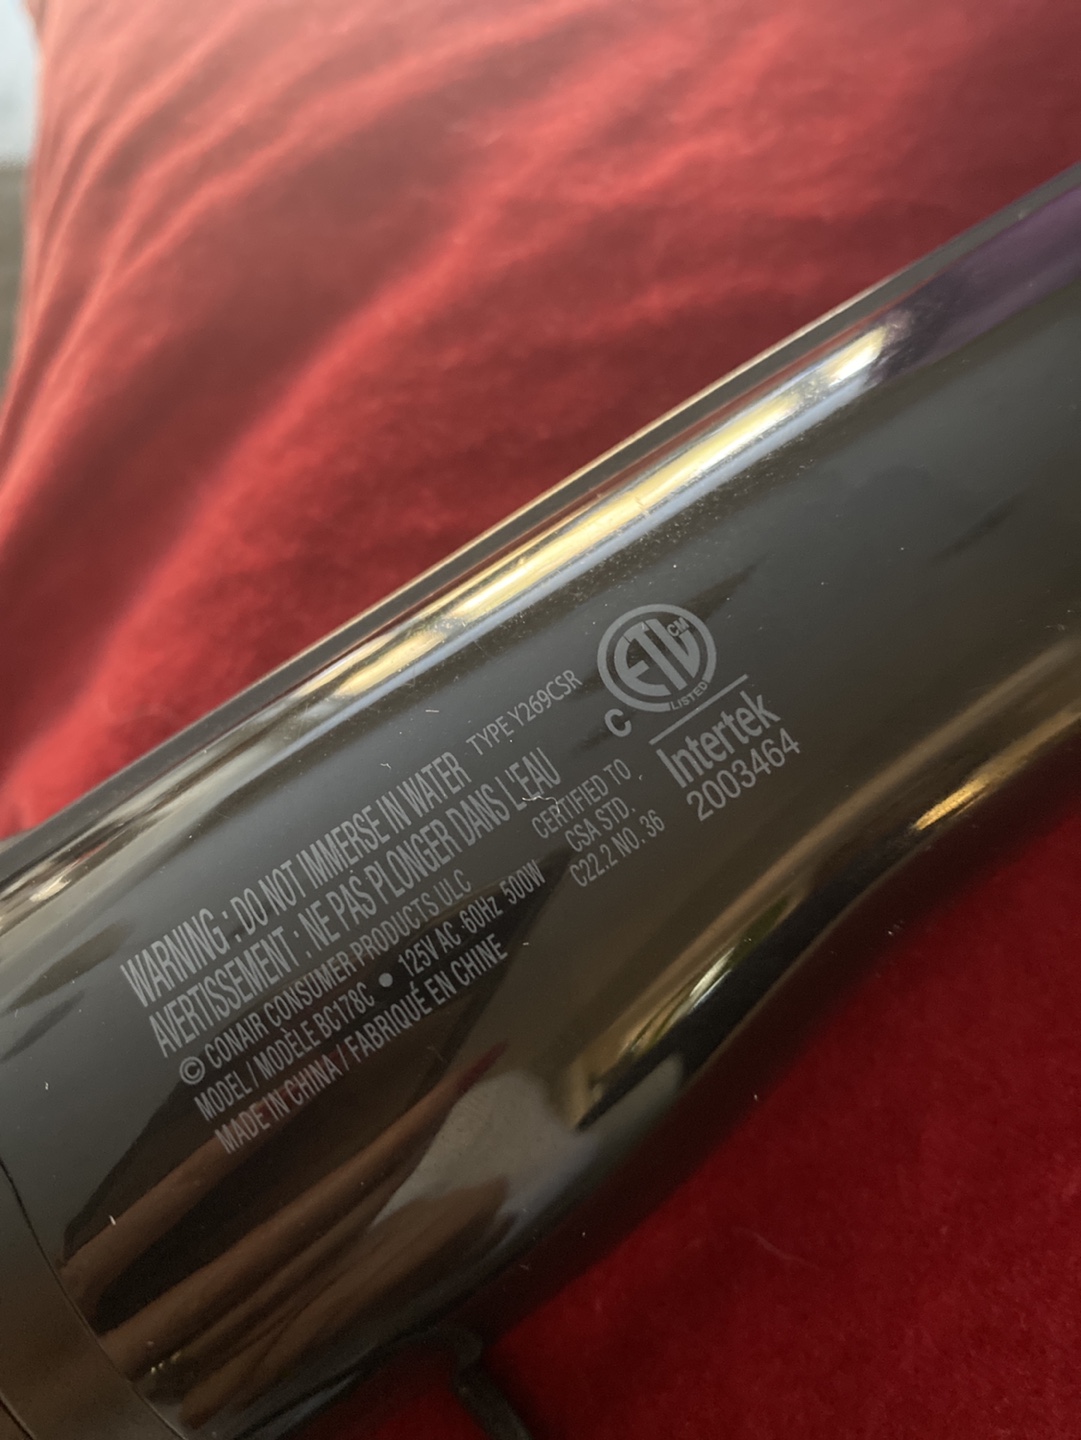 WARNING : DO NOT IMMERSE IN WATER TYPE Y269CSR
AVERTISSEMENT : NE PAS PLONGER DANS L'EAU
© CONAIR CONSUMER PRODUCTS ULC
MODEL / MODÈLE BC178C • 125V AC 60Hz 500W
MADE IN CHINA / FABRIQUÉ EN CHINE
CERTIFIED TO
CSA STD.
C22.2 NO. 36
ETL CM
LISTED
C
Intertek
2003464